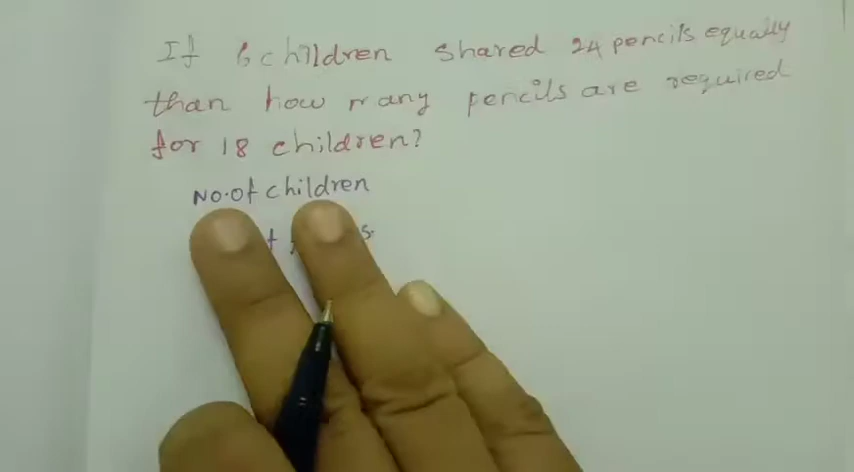 If 6 children shared 24 pencils equally
than how many pencils are required
for 18 children?
No.of children